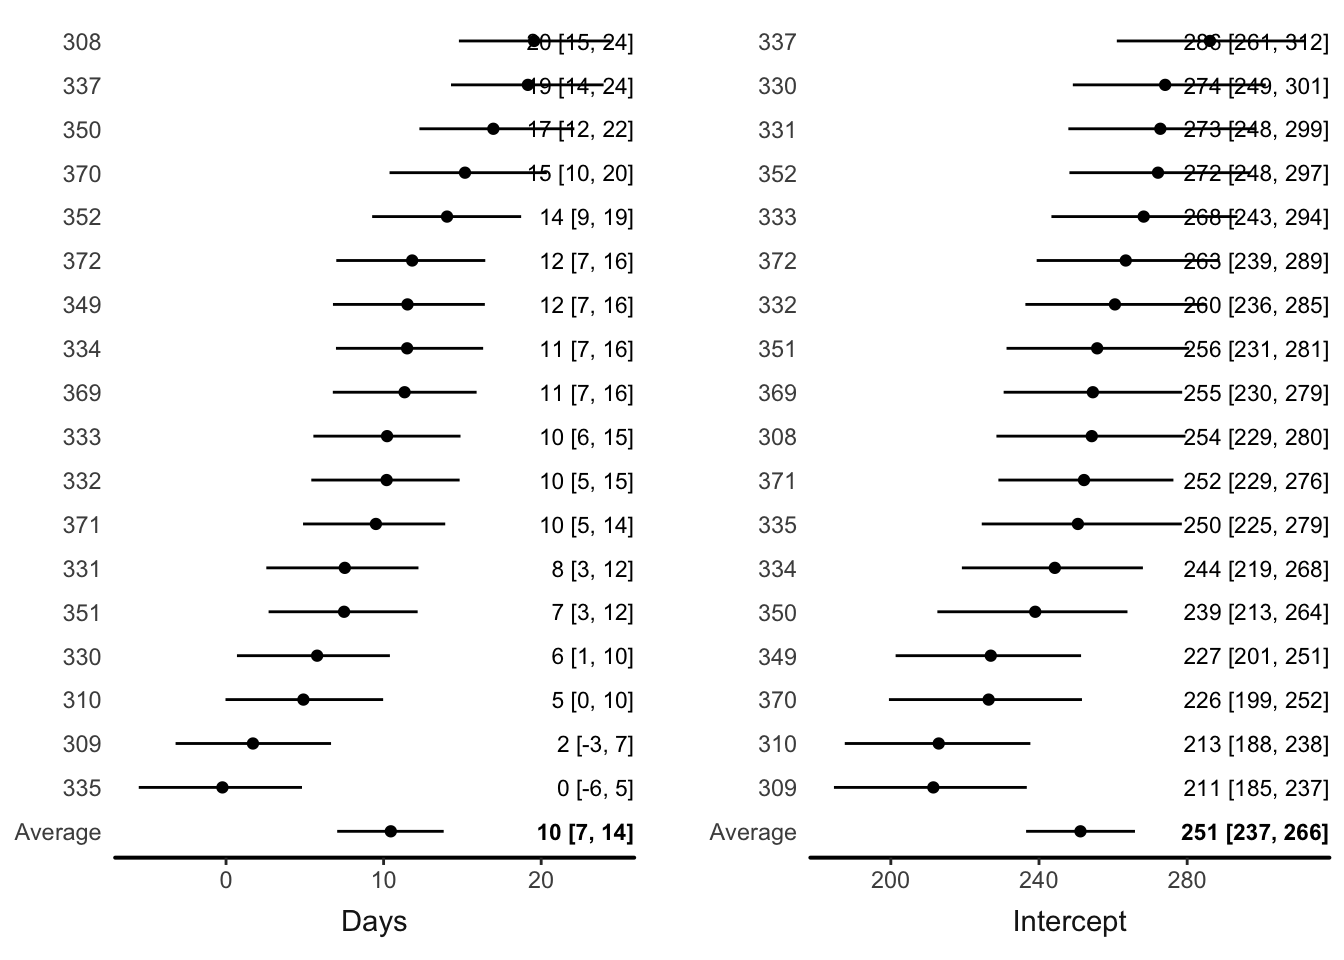 308 20 [15, 24]
337 19 [14, 24]
350 17 [12, 22]
370 15 [10, 20]
352 14 [9, 19]
372 12 [7, 16]
349 12 [7, 16]
334 11 [7, 16]
369 11 [7, 16]
333 10 [6, 15]
332 10 [5, 15]
371 10 [5, 14]
331 8 [3, 12]
351 7 [3, 12]
330 6 [1, 10]
310 5 [0, 10]
309 2 [-3, 7]
335 0 [-6, 5]
Average 10 [7, 14]
0 10 20
Days
337 286 [261, 312]
330 274 [249, 301]
331 273 [248, 299]
352 272 [248, 297]
333 268 [243, 294]
372 263 [239, 289]
332 260 [236, 285]
351 256 [231, 281]
369 255 [230, 279]
308 254 [229, 280]
371 252 [229, 276]
335 250 [225, 279]
334 244 [219, 268]
350 239 [213, 264]
349 227 [201, 251]
370 226 [199, 252]
310 213 [188, 238]
309 211 [185, 237]
Average 251 [237, 266]
200 240 280
Intercept